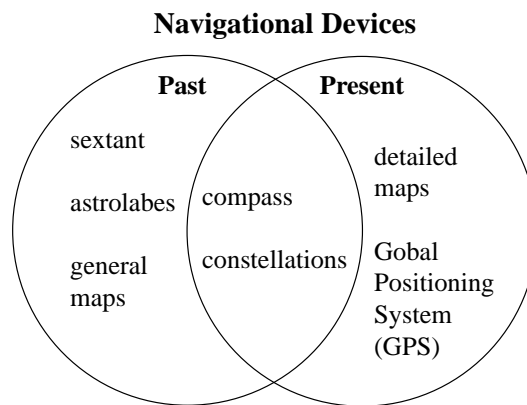 Navigational Devices
Past
sextant
astrolabes
general
maps
compass
constellations
Present
detailed
maps
Gobal
Positioning
System
(GPS)